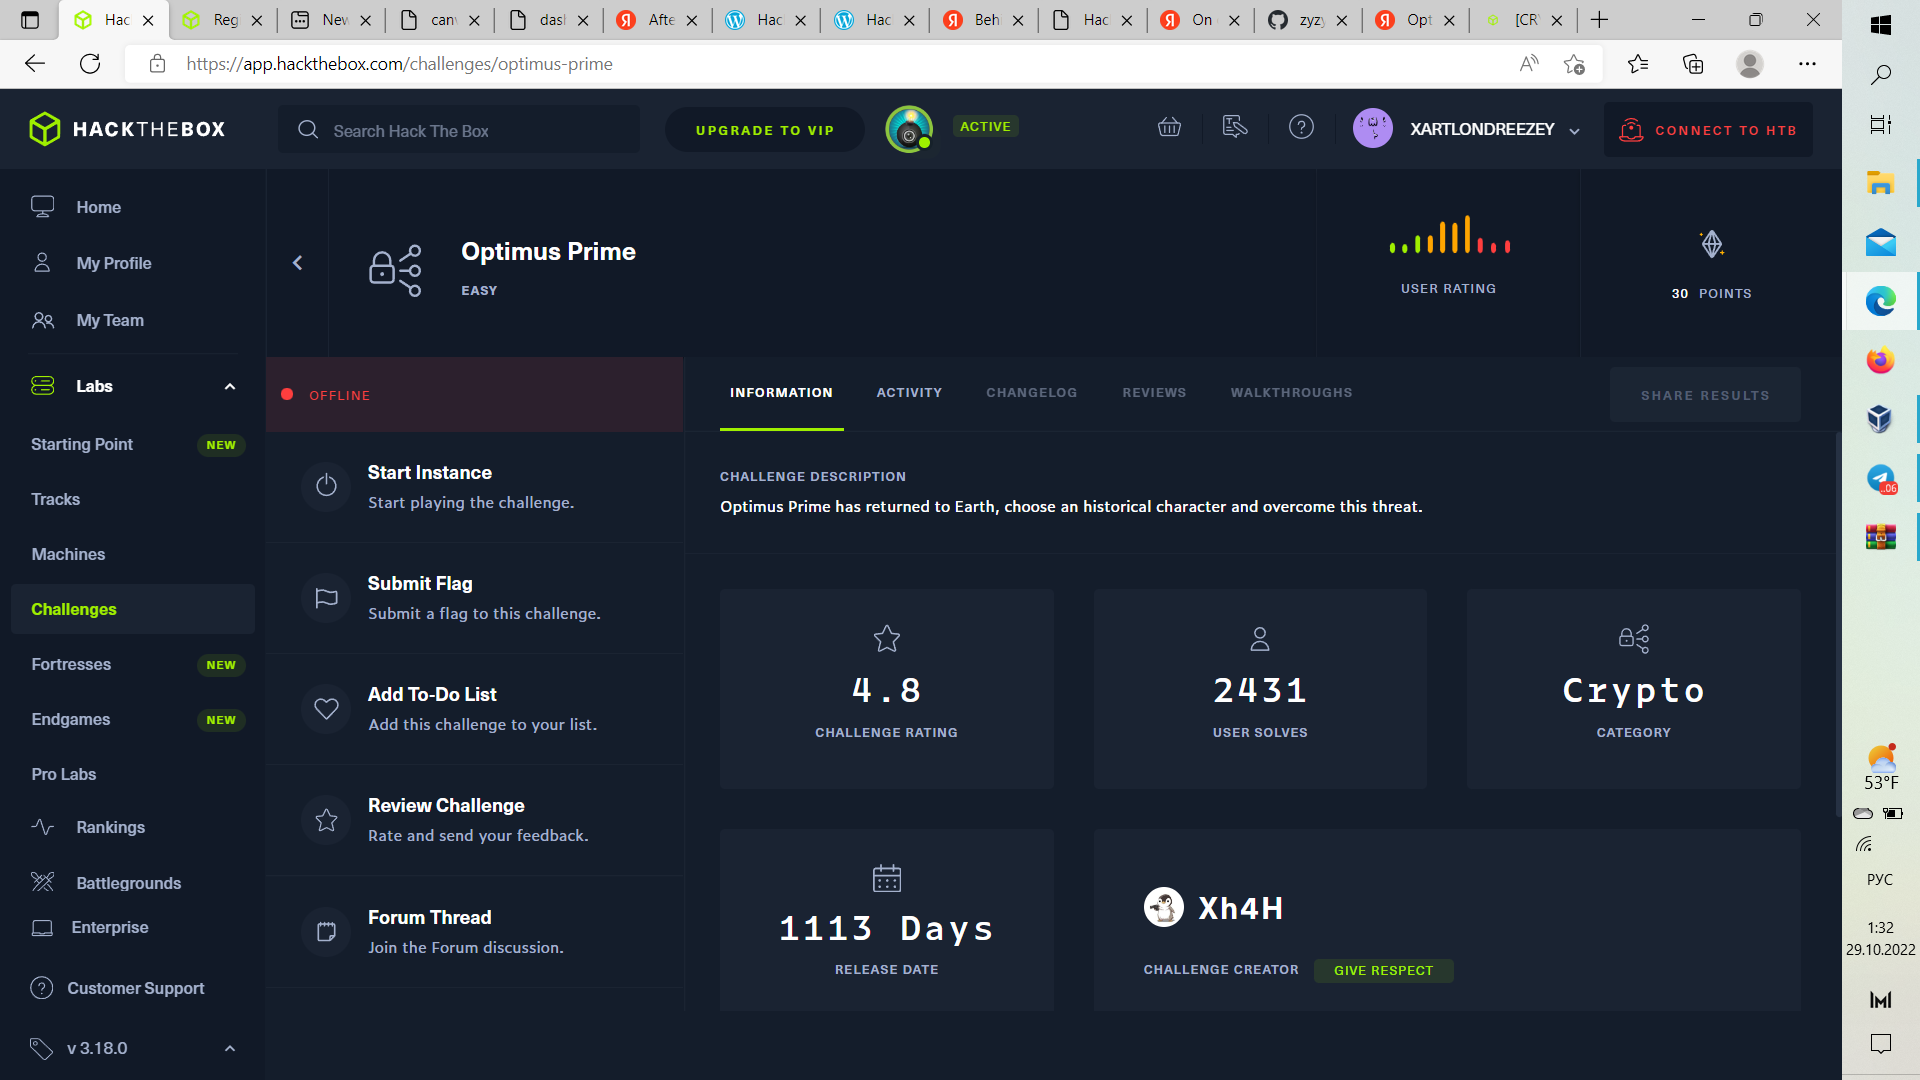 Hac
Reg
New
can
das
Afte
Hac
Hac
Beh
Hac
On
zyz
Opt
[CR
https://app.hackthebox.com/challenges/optimus-prime
HACKTHEBOX
Search Hack The Box
UPGRADE TO VIP
ACTIVE
XARTLONDREEZEY
CONNECT TO HTB
Home
My Profile
My Team
Labs
Starting Point
NEW
Tracks
Machines
Challenges
Fortresses
NEW
Endgames
NEW
Pro Labs
Rankings
Battlegrounds
Enterprise
Customer Support
v 3.18.0
Optimus Prime
EASY
USER RATING
30 POINTS
OFFLINE
Start Instance
Start playing the challenge.
Submit Flag
Submit a flag to this challenge.
Add To-Do List
Add this challenge to your list.
Review Challenge
Rate and send your feedback.
Forum Thread
Join the Forum discussion.
INFORMATION
ACTIVITY
CHANGELOG
REVIEWS
WALKTHROUGHS
SHARE RESULTS
CHALLENGE DESCRIPTION
Optimus Prime has returned to Earth, choose an historical character and overcome this threat.
4.8
CHALLENGE RATING
2431
USER SOLVES
Crypto
CATEGORY
1113 Days
RELEASE DATE
Xh4H
CHALLENGE CREATOR
GIVE RESPECT
..06
53°F
РУС
1:32
29.10.2022